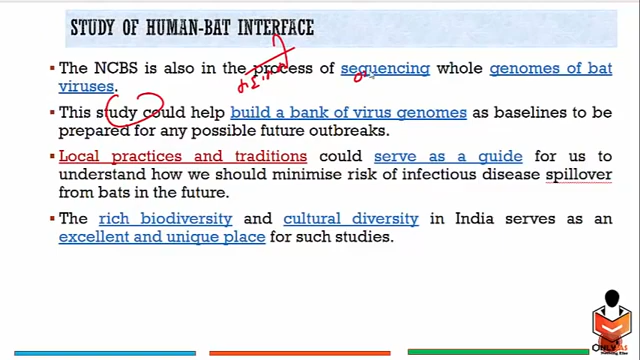 STUDY OF HUMAN-BAT INTERFACE
▪ The NCBS is also in the process of sequencing whole genomes of bat
viruses.
▪ This study could help build a bank of virus genomes as baselines to be
prepared for any possible future outbreaks.
▪ Local practices and traditions could serve as a guide for us to
understand how we should minimise risk of infectious disease spillover
from bats in the future.
▪ The rich biodiversity and cultural diversity in India serves as an
excellent and unique place for such studies.